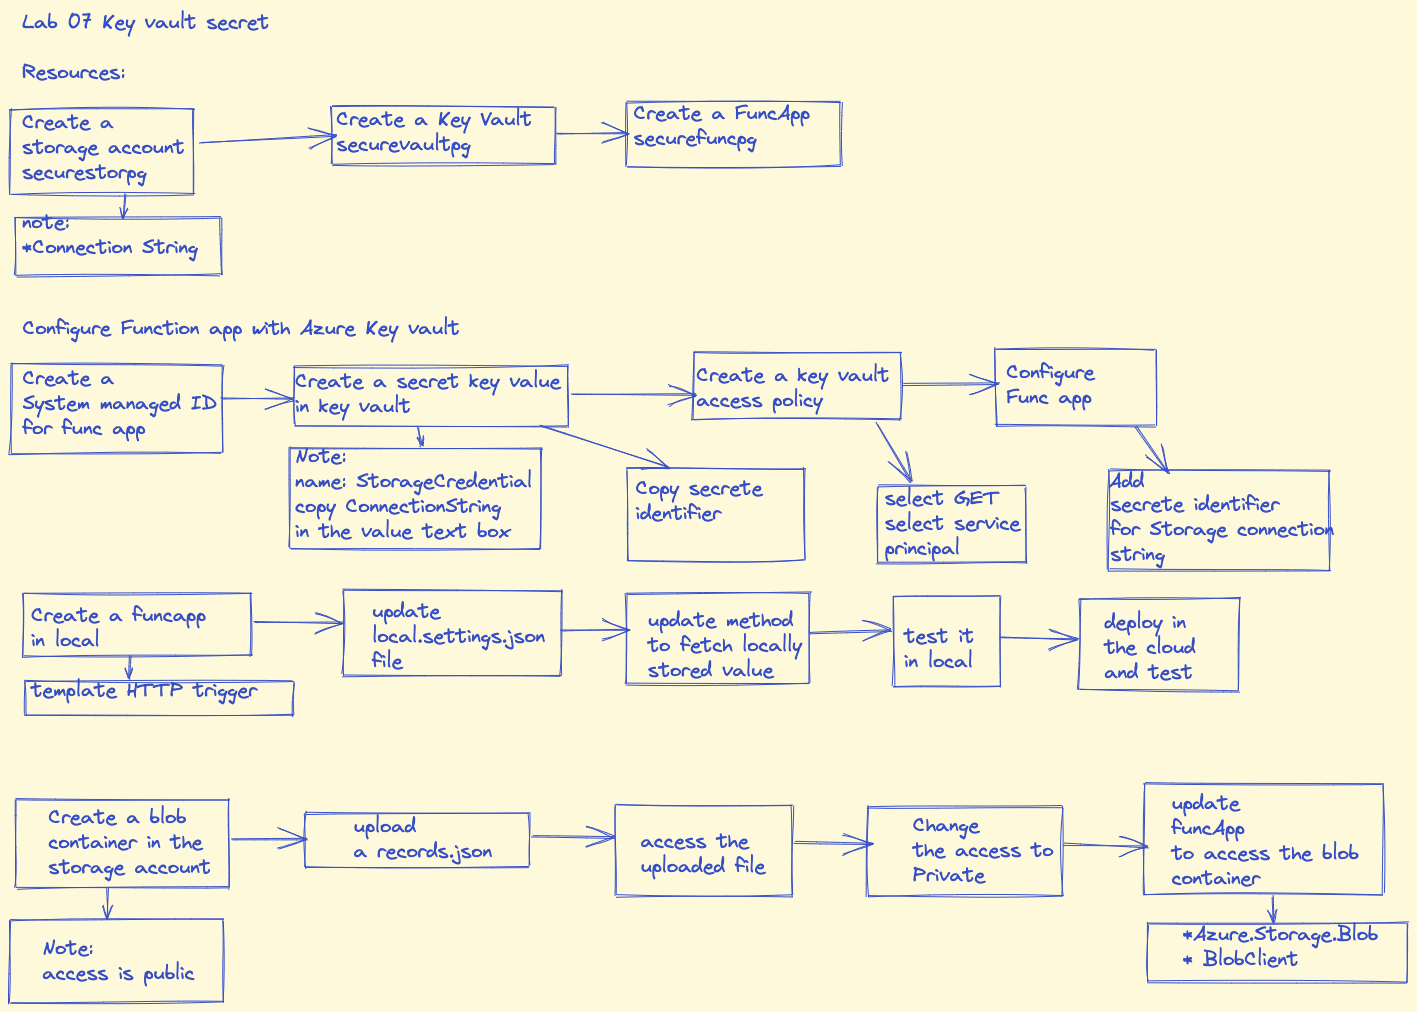 Lab 07 Key vault secret
Resources:
Create a
storage account
securestorpg
Create a Key Vault
securevaultpg
Create a FuncApp
securefuncpg
note:
*Connection String
Configure Function app with Azure Key vault
Create a
System managed ID
for func app
Create a secret key value
in key vault
Create a key vault
access policy
Configure
Func app
Note:
name: StorageCredential
copy ConnectionString
in the value text box
Copy secrete
identifier
select GET
select service
principal
Add
secrete identifier
for Storage connection
string
Create a funcapp
in local
update
local.settings.json
file
update method
to fetch locally
stored value
test it
in local
deploy in
the cloud
and test
template HTTP trigger
Create a blob
container in the
storage account
upload
a records.json
access the
uploaded file
Change
the access to
Private
update
funcApp
to access the blob
container
Note:
access is public
*Azure.Storage.Blob
* BlobClient